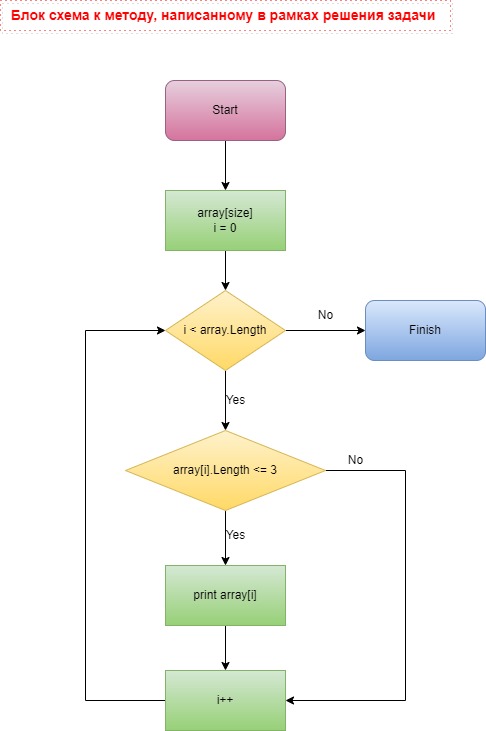 Блок схема к методу, написанному в рамках решения задачи
Start
array[size]
i = 0
i < array.Length
No
Finish
Yes
array[i].Length <= 3
No
Yes
print array[i]
i++